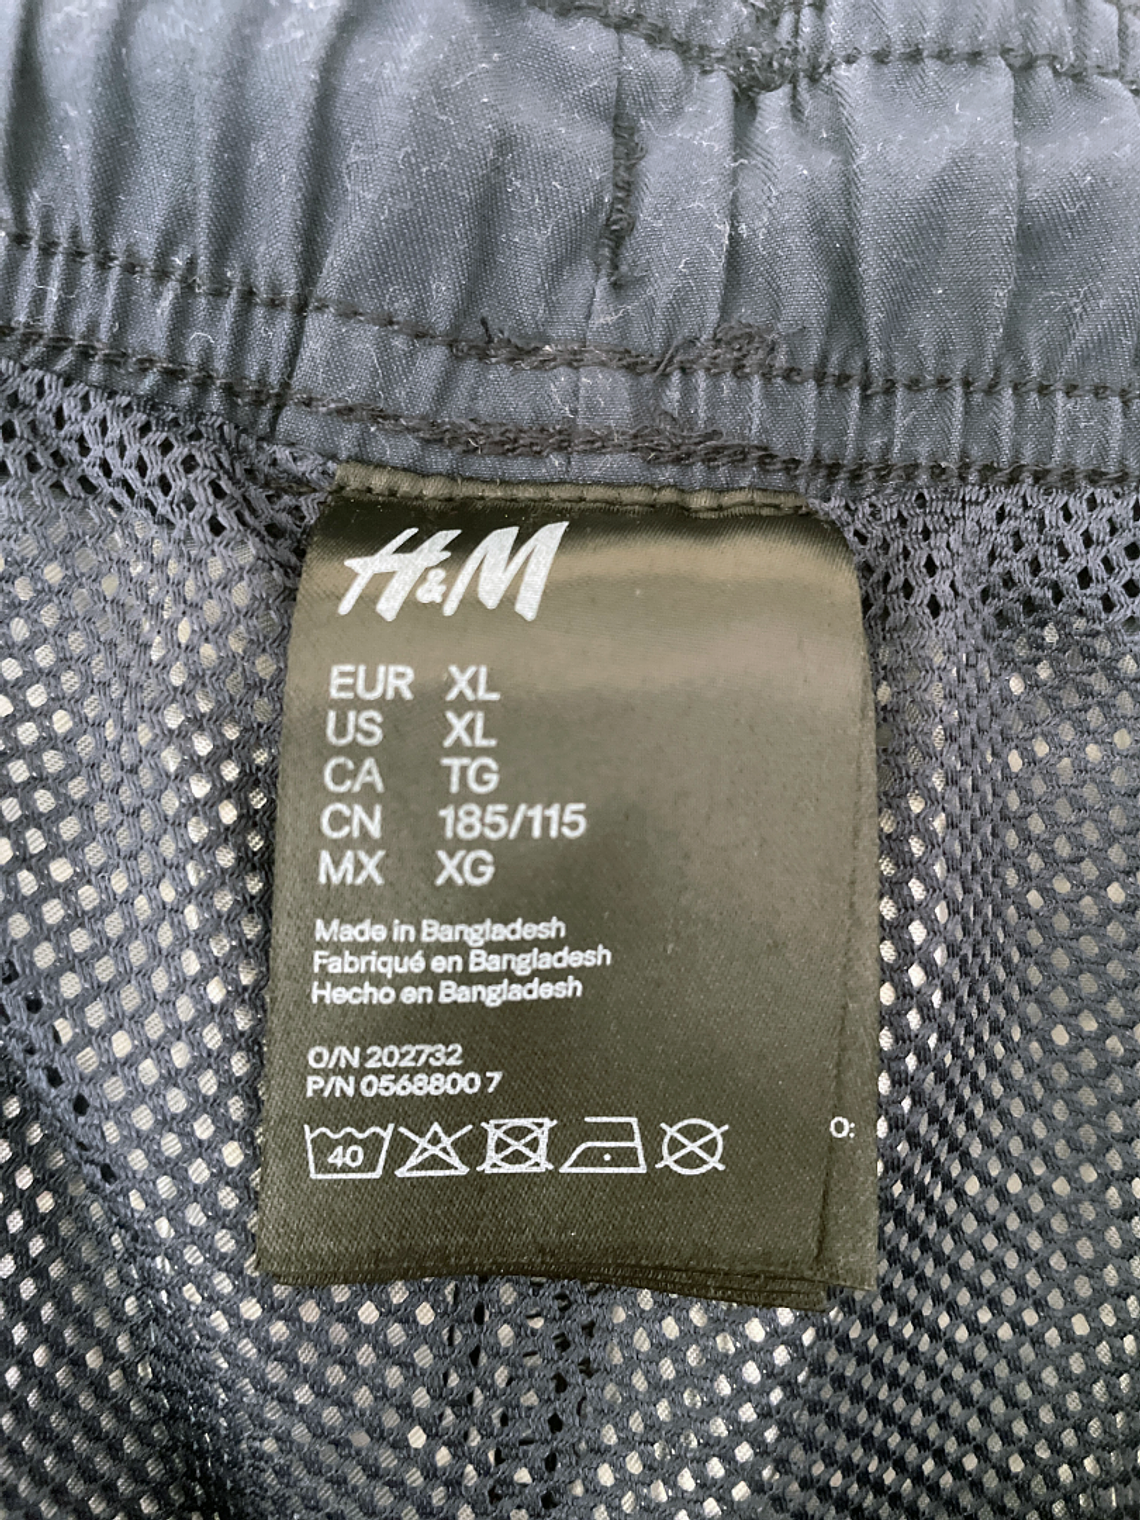 H&M
EUR XL
US XL
CA TG
CN 185/115
MX XG
Made in Bangladesh
Fabriqué en Bangladesh
Hecho en Bangladesh
O/N 202732
P/N 0568800 7
40
O: